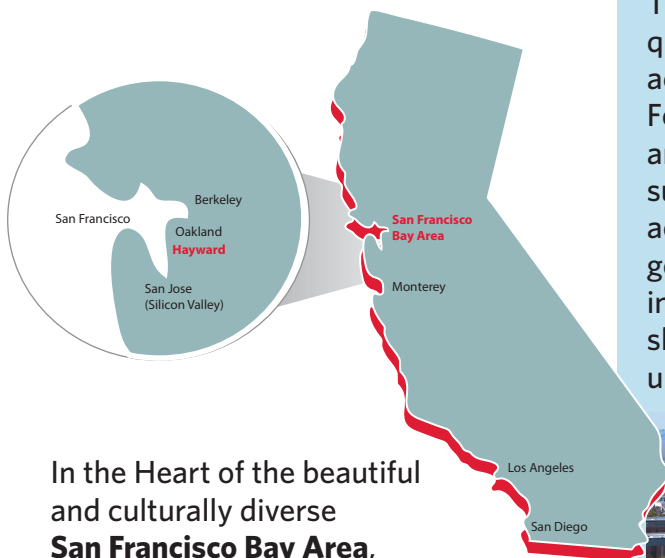 Berkeley
San Francisco
Oakland
Hayward
San Jose
(Silicon Valley)
San Francisco
Bay Area
Monterey
Los Angeles
San Diego
In the Heart of the beautiful
and culturally diverse
San Francisco Bay Area,